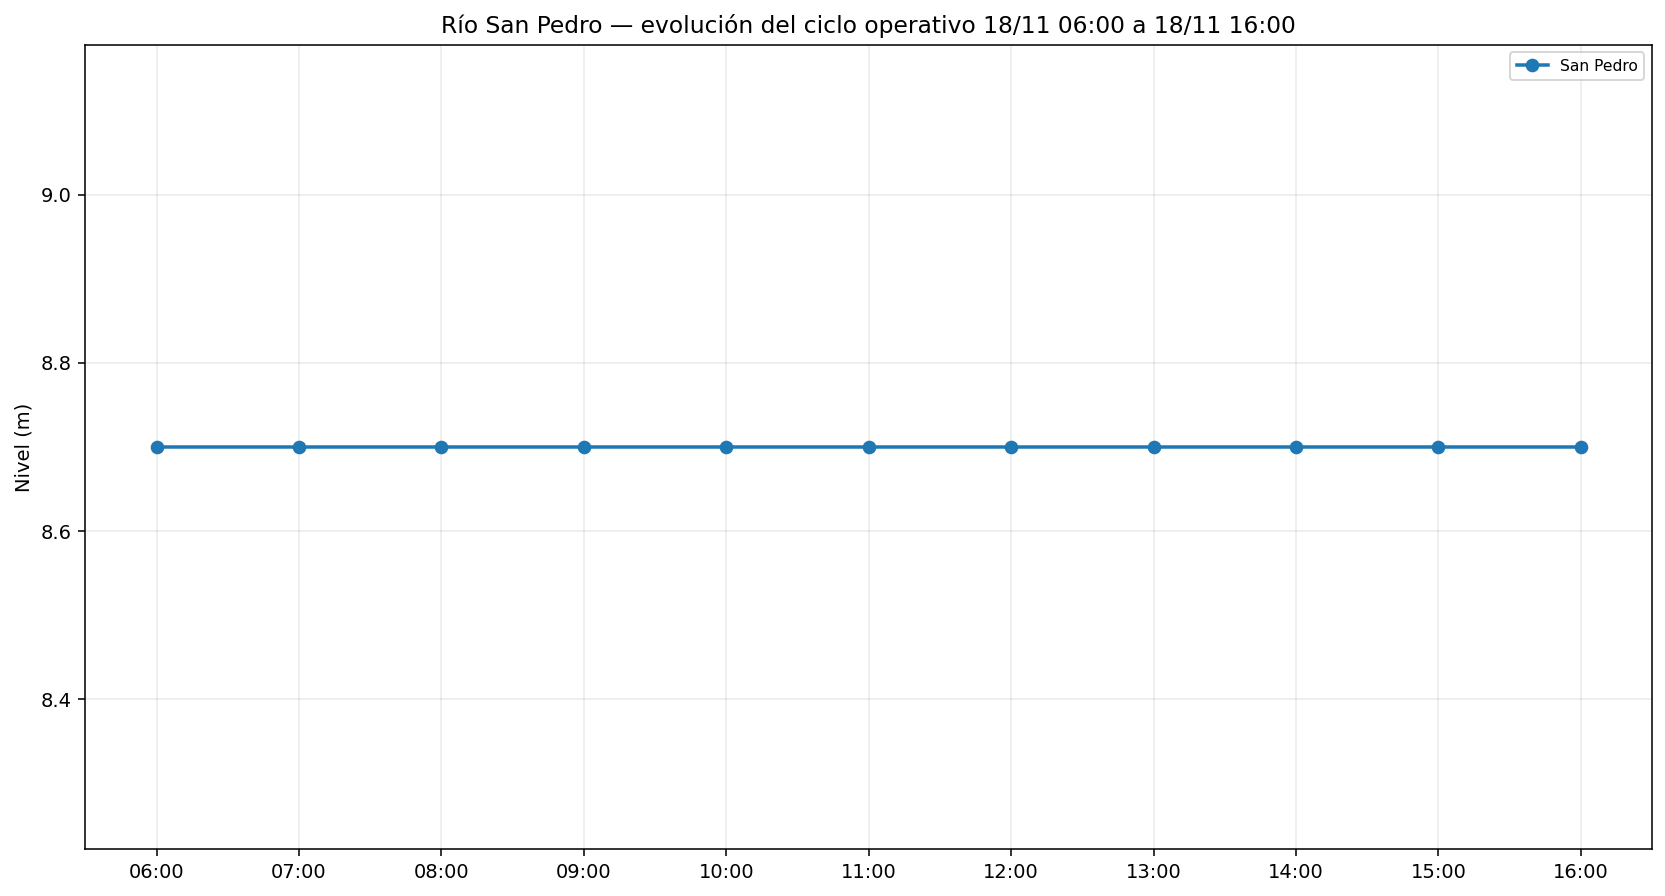 Río San Pedro — evolución del ciclo operativo 18/11 06:00 a 18/11 16:00
San Pedro
Nivel (m)
9.0
8.8
8.6
8.4
06:00 07:00 08:00 09:00 10:00 11:00 12:00 13:00 14:00 15:00 16:00